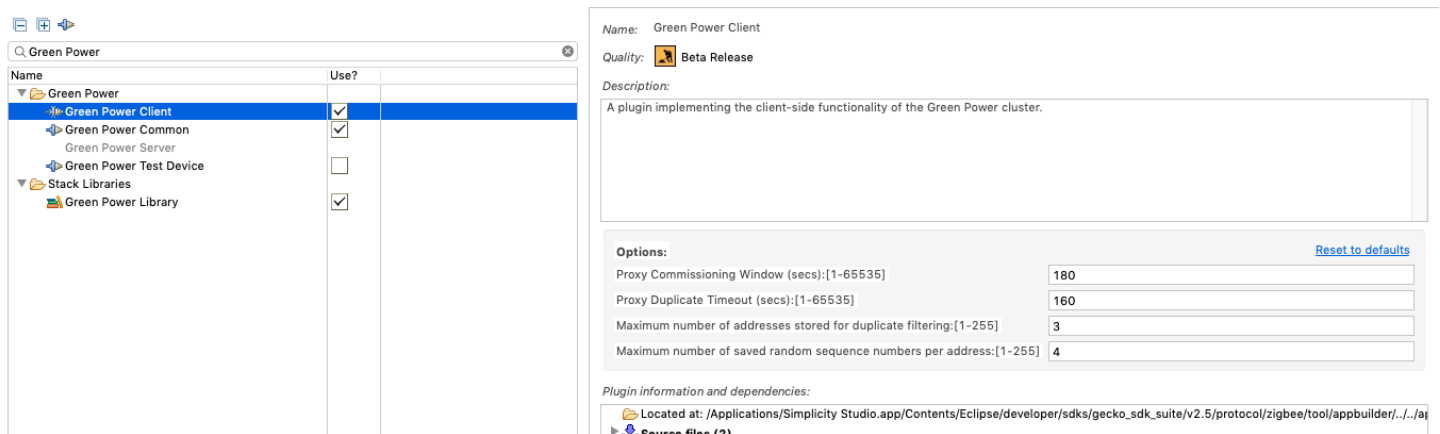 Green Power
Name Use?
Green Power
Green Power Client
Green Power Common
Green Power Server
Green Power Test Device
Stack Libraries
Green Power Library
Name: Green Power Client
Quality: Beta Release
Description:
A plugin implementing the client-side functionality of the Green Power cluster.
Options: Reset to defaults
Proxy Commissioning Window (secs):[1-65535] 180
Proxy Duplicate Timeout (secs):[1-65535] 160
Maximum number of addresses stored for duplicate filtering:[1-255] 3
Maximum number of saved random sequence numbers per address:[1-255] 4
Plugin information and dependencies:
Located at: /Applications/Simplicity Studio.app/Contents/Eclipse/developer/sdks/gecko_sdk_suite/v2.5/protocol/zigbee/tool/appbuilder/../../ap
Source files (2)